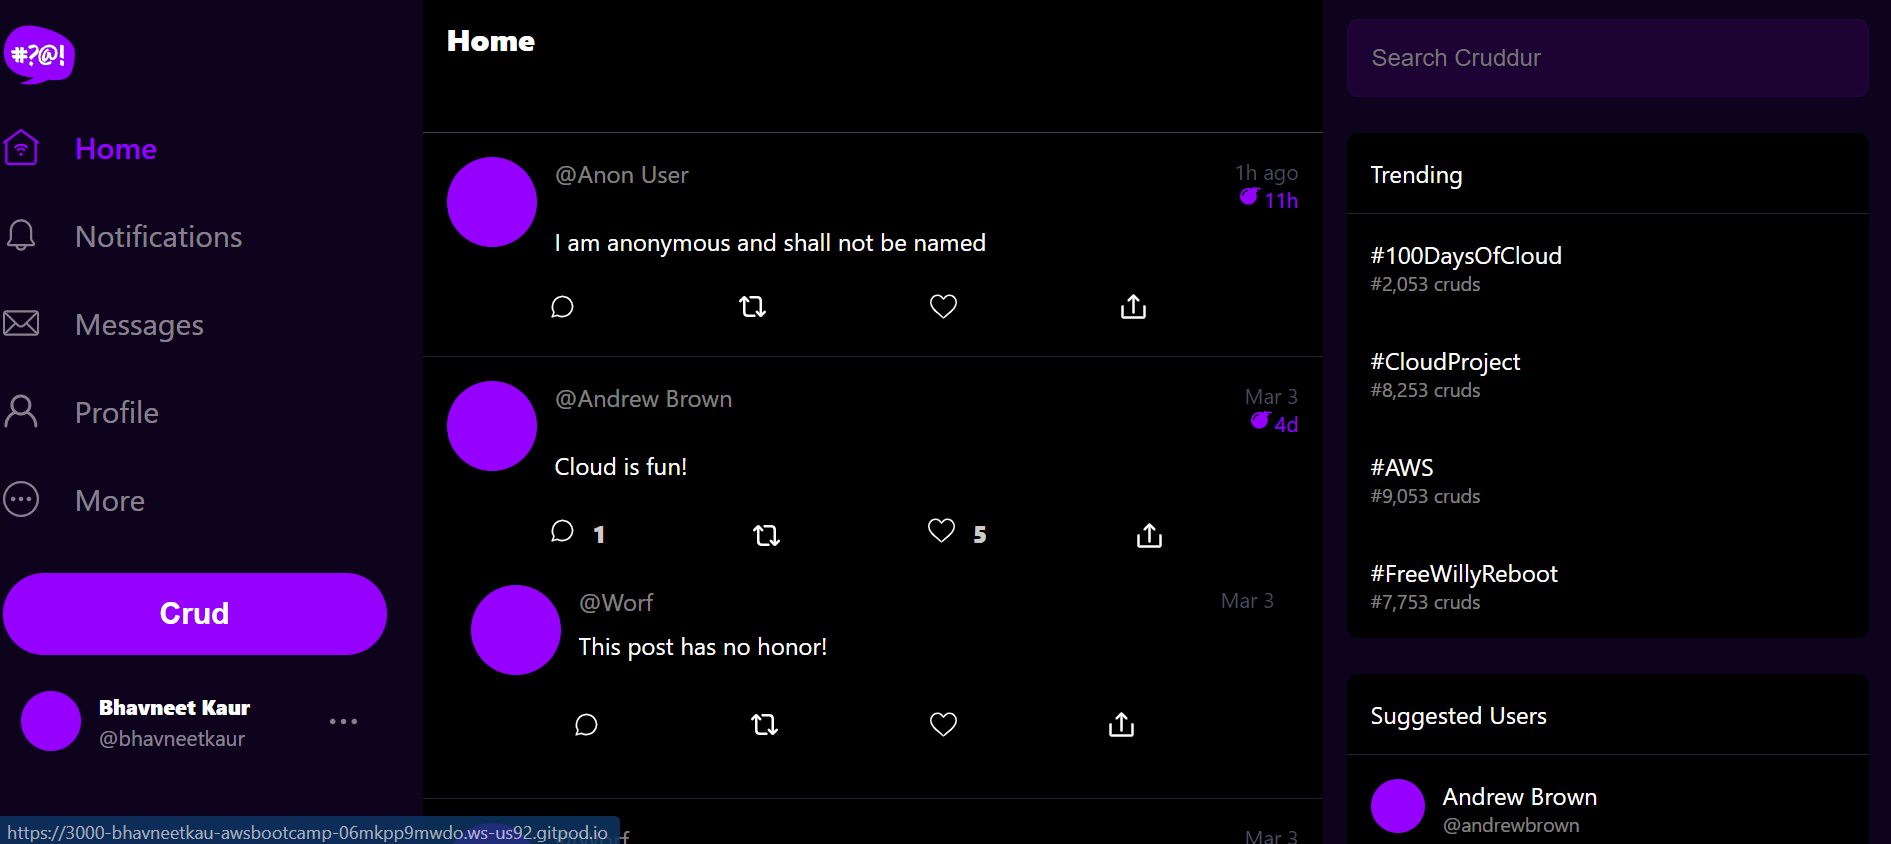 #?@!
Home
Notifications
Messages
Profile
More
Crud
Bhavneet Kaur
@bhavneetkaur
https://3000-bhavneetkau-awsbootcamp-06mkpp9mwdo.ws-us92.gitpod.io
Home
@Anon User
1h ago
11h
I am anonymous and shall not be named
@Andrew Brown
Mar 3
4d
Cloud is fun!
1
5
@Worf
Mar 3
This post has no honor!
Mar 3
Search Cruddur
Trending
#100DaysOfCloud
#2,053 cruds
#CloudProject
#8,253 cruds
#AWS
#9,053 cruds
#FreeWillyReboot
#7,753 cruds
Suggested Users
Andrew Brown
@andrewbrown